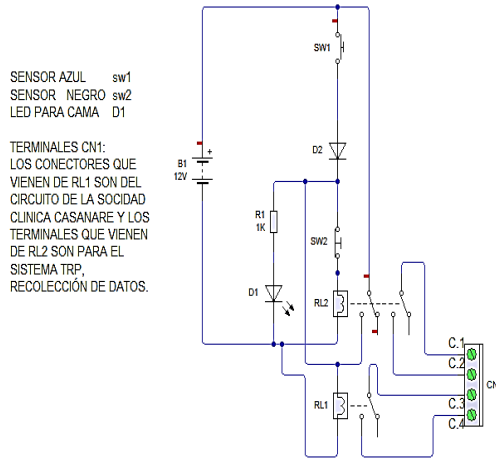 SENSOR AZUL sw1
SENSOR NEGRO sw2
LED PARA CAMA D1
TERMINALES CN1:
LOS CONECTORES QUE
VIENEN DE RL1 SON DEL
CIRCUITO DE LA SOCIDAD
CLINICA CASANARE Y LOS
TERMINALES QUE VIENEN
DE RL2 SON PARA EL
SISTEMA TRP,
RECOLECCIÓN DE DATOS.
SW1
D2
B1
12V
+
R1
1K
SW2
D1
RL2
RL1
C.1
C.2
C.3
C.4
CN